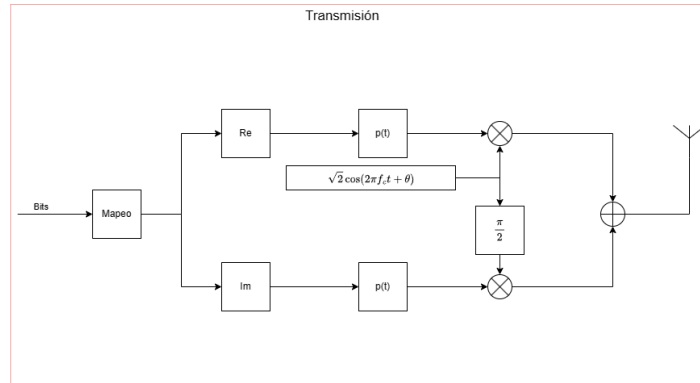 Transmisión
Re
p(t)
√2 cos(2πf_c t + θ)
Bits
Mapeo
π/2
Im
p(t)